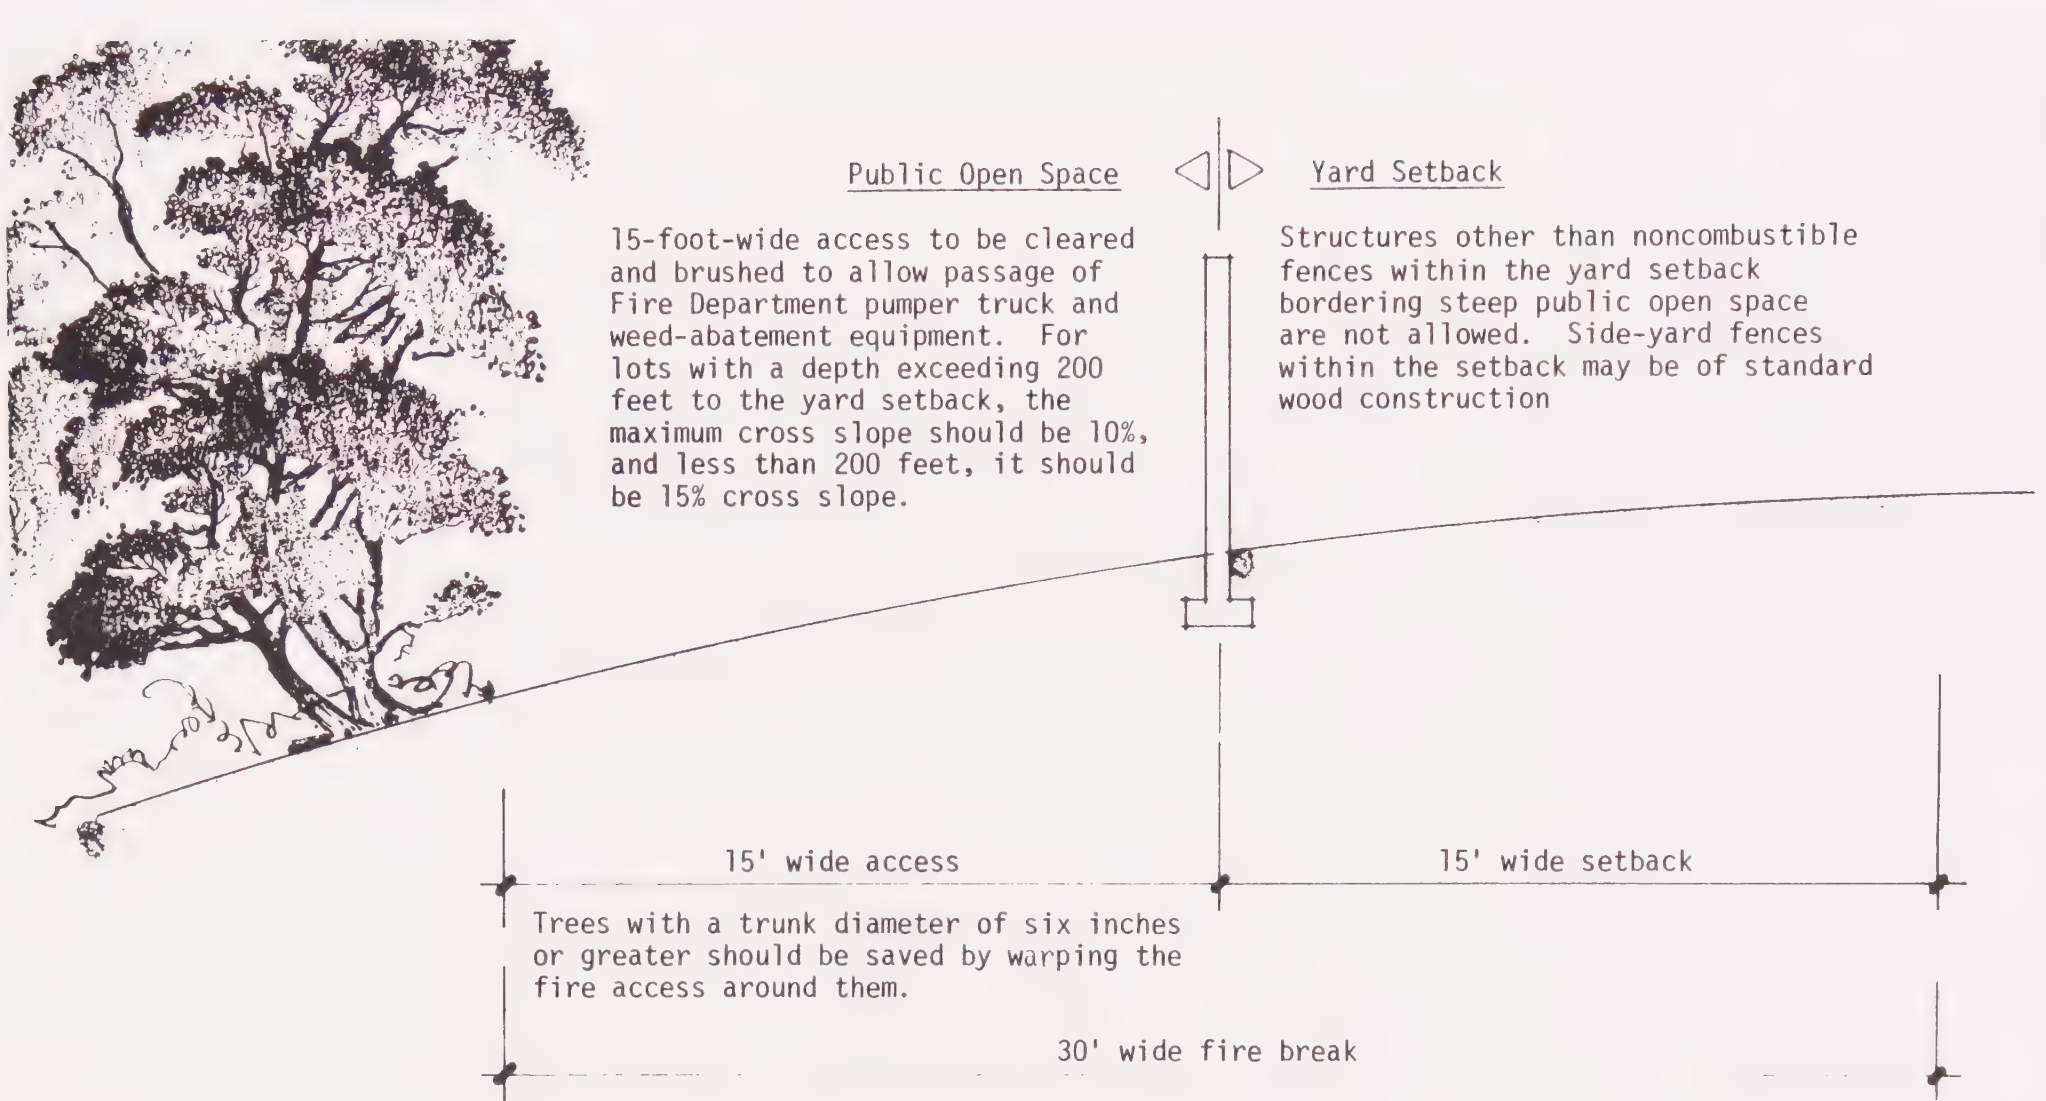 Public Open Space
Yard Setback
15-foot-wide access to be cleared
and brushed to allow passage of
Fire Department pumper truck and
weed-abatement equipment.  For
lots with a depth exceeding 200
feet to the yard setback, the
maximum cross slope should be 10%,
and less than 200 feet, it should
be 15% cross slope.
Structures other than noncombustible
fences within the yard setback
bordering steep public open space
are not allowed.  Side-yard fences
within the setback may be of standard
wood construction
15' wide access
15' wide setback
Trees with a trunk diameter of six inches
or greater should be saved by warping the
fire access around them.
30' wide fire break